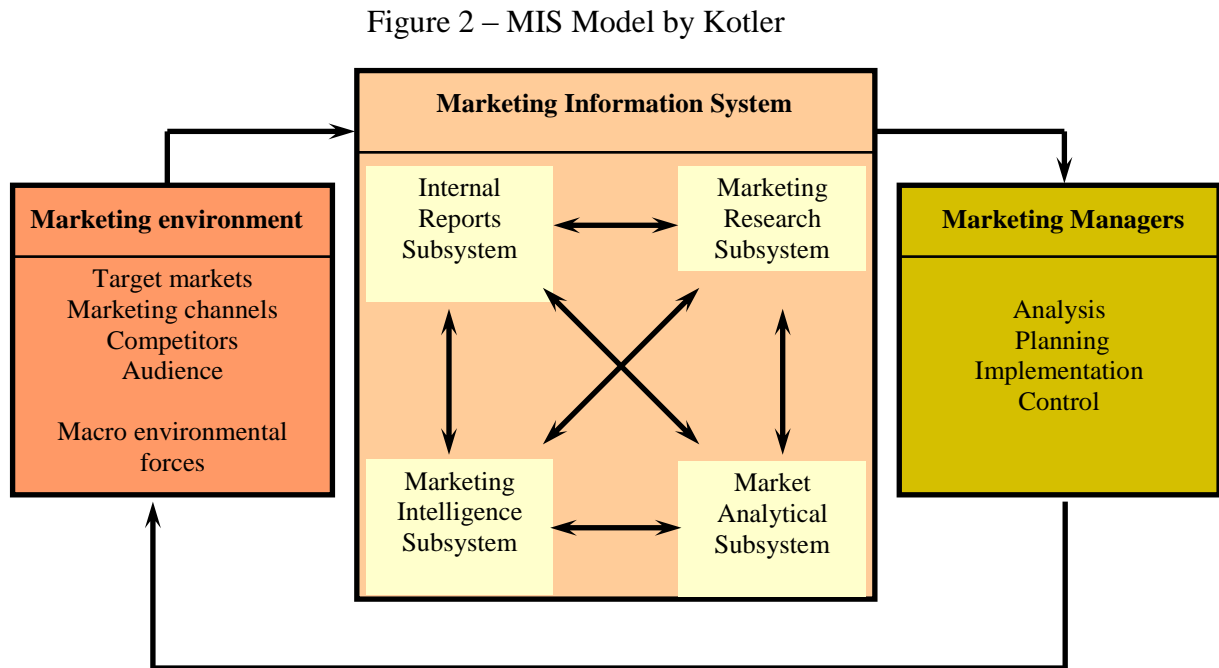 Figure 2 – MIS Model by Kotler
Marketing Information System
Internal
Reports
Subsystem
Marketing
Research
Subsystem
Marketing
Intelligence
Subsystem
Market
Analytical
Subsystem
Marketing environment
Target markets
Marketing channels
Competitors
Audience
Macro environmental
forces
Marketing Managers
Analysis
Planning
Implementation
Control